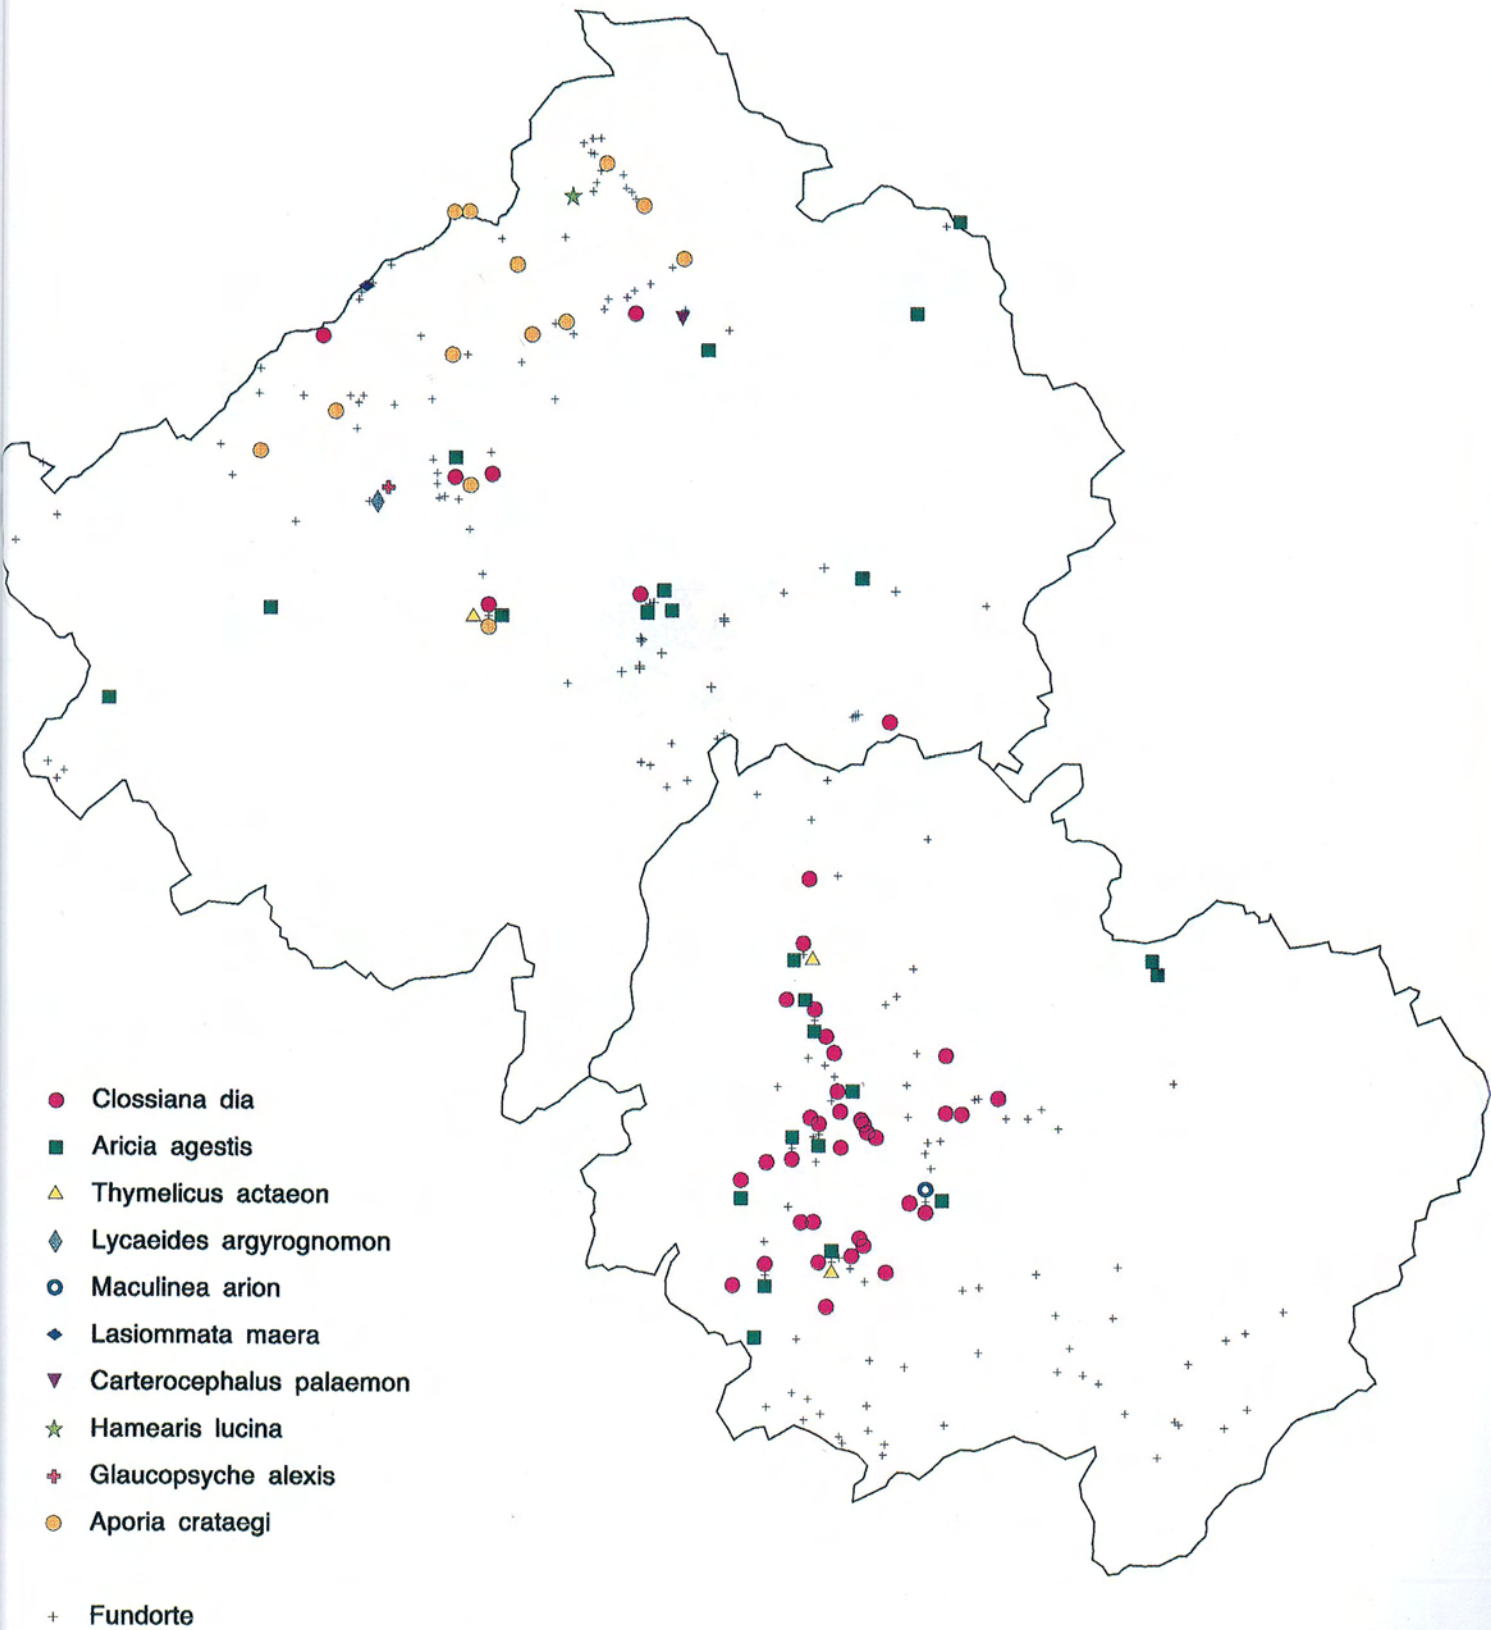 Clossiana dia
Aricia agestis
Thymelicus actaeon
Lycaeides argyrognomon
Maculinea arion
Lasiommata maera
Carterocephalus palaemon
Hamearis lucina
Glaucopsyche alexis
Aporia crataegi
Fundorte